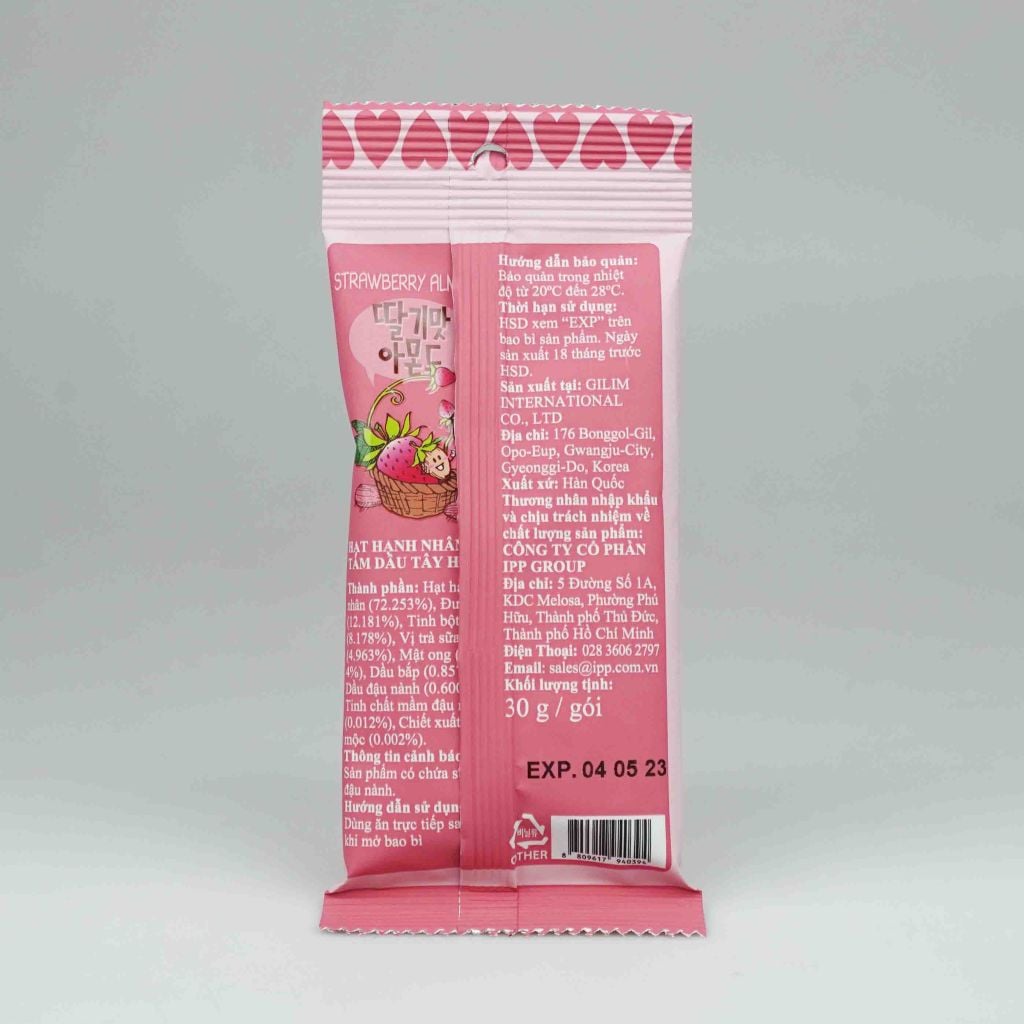 STRAWBERRY ALM
딸기맛
아몬드
HẠT HẠNH NHÂN
TẨM DÂU TÂY H
Thành phần: Hạt hạ
nhân (72.253%), Đư
(12.181%), Tinh bột
(8.178%), Vị trà sữa
(4.963%), Mật ong (
4%), Dầu bắp (0.85
Dầu đậu nành (0.600
Tinh chất mầm đậu
(0.012%), Chiết xuất
mộc (0.002%).
Thông tin cảnh báo
Sản phẩm có chứa s
đậu nành.
Hướng dẫn sử dụn
Dùng ăn trực tiếp sa
khi mở bao bì
Hướng dẫn bảo quản:
Bảo quản trong nhiệt
độ từ 20ºC đến 28ºC.
Thời hạn sử dụng:
HSD xem “EXP” trên
bao bì sản phẩm. Ngày
sản xuất 18 tháng trước
HSD.
Sản xuất tại: GILIM
INTERNATIONAL
CO., LTD
Địa chỉ: 176 Bonggol-Gil,
Opo-Eup, Gwangju-City,
Gyeonggi-Do, Korea
Xuất xứ: Hàn Quốc
Thương nhân nhập khẩu
và chịu trách nhiệm về
chất lượng sản phẩm:
CÔNG TY CỔ PHẦN
IPP GROUP
Địa chỉ: 5 Đường Số 1A,
KDC Melosa, Phường Phú
Hữu, Thành phố Thủ Đức,
Thành phố Hồ Chí Minh
Điện Thoại: 028 3606 2797
Email: sales@ipp.com.vn
Khối lượng tịnh:
30 g / gói
EXP. 04 05 23
비닐류
OTHER
8 809617 940394